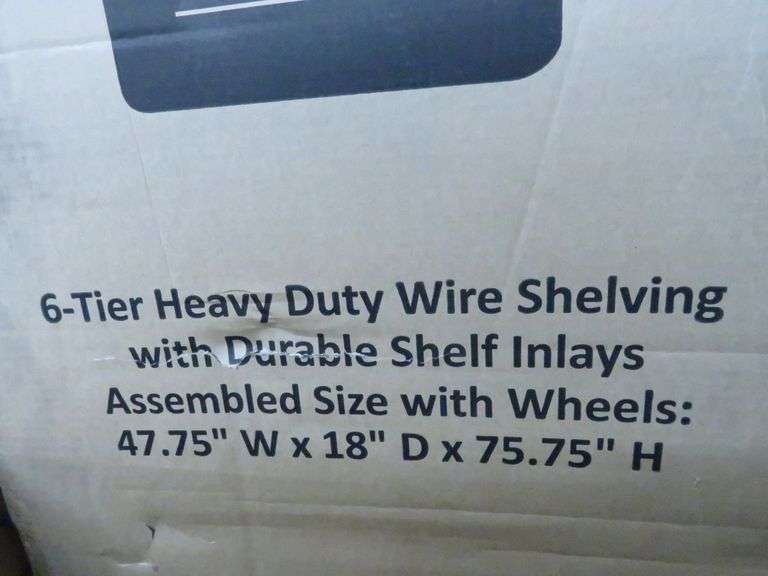 6-Tier Heavy Duty Wire Shelving
with Durable Shelf Inlays
Assembled Size with Wheels:
47.75" W x 18" D x 75.75" H